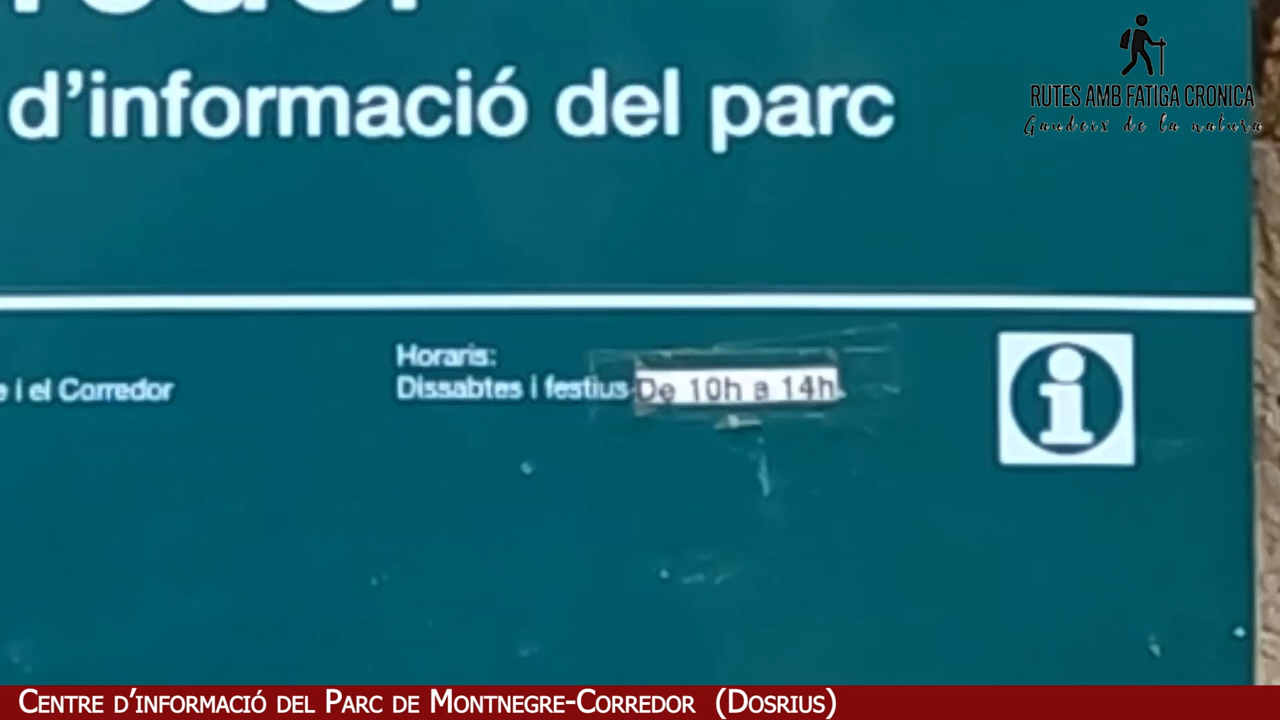 d'informació del parc
RUTES AMB FATIGA CRONICA
Gaudeix de la natura
Horaris:
i el Corredor
Dissabtes i festius De 10h a 14h
CENTRE D'INFORMACIÓ DEL PARC DE MONTNEGRE-CORREDOR (DOSRIUS)